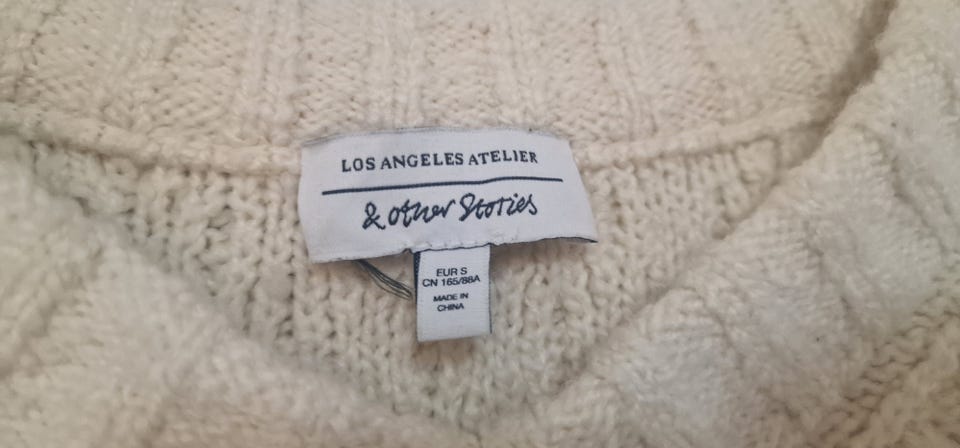 LOS ANGELES ATELIER
& other Stories
EUR S
CN 165/88A
MADE IN
CHINA